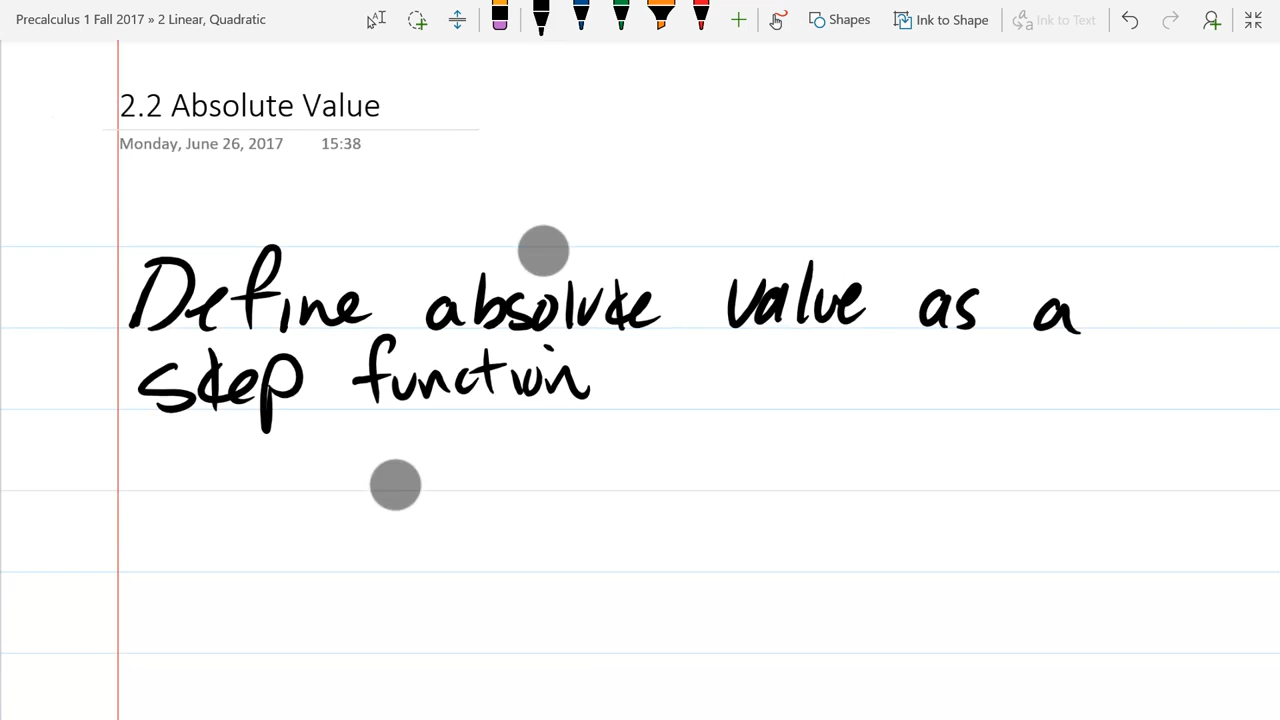 Precalculus 1 Fall 2017 » 2 Linear, Quadratic
Shapes
Ink to Shape
Ink to Text
2.2 Absolute Value
Monday, June 26, 2017 15:38
Define absolute value as a
step function